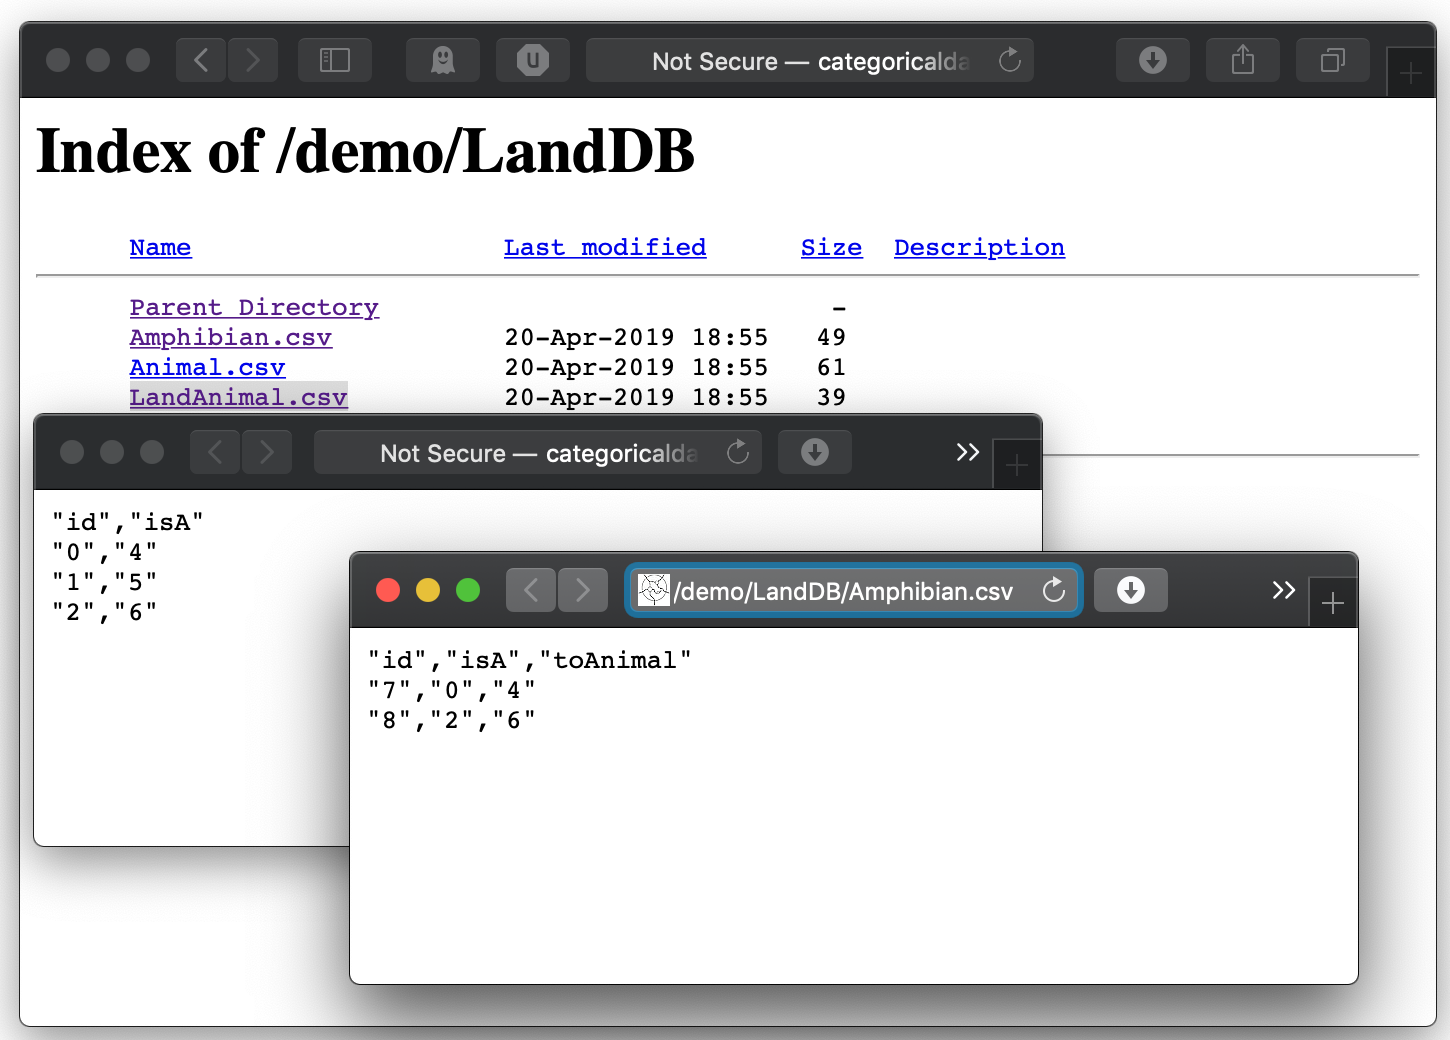 Not Secure — categoricalda
Index of /demo/LandDB
Name Last modified Size Description
Parent Directory -
Amphibian.csv 20-Apr-2019 18:55 49
Animal.csv 20-Apr-2019 18:55 61
LandAnimal.csv 20-Apr-2019 18:55 39
Not Secure — categoricalda
"id","isA"
"0","4"
"1","5"
"2","6"
/demo/LandDB/Amphibian.csv
"id","isA","toAnimal"
"7","0","4"
"8","2","6"